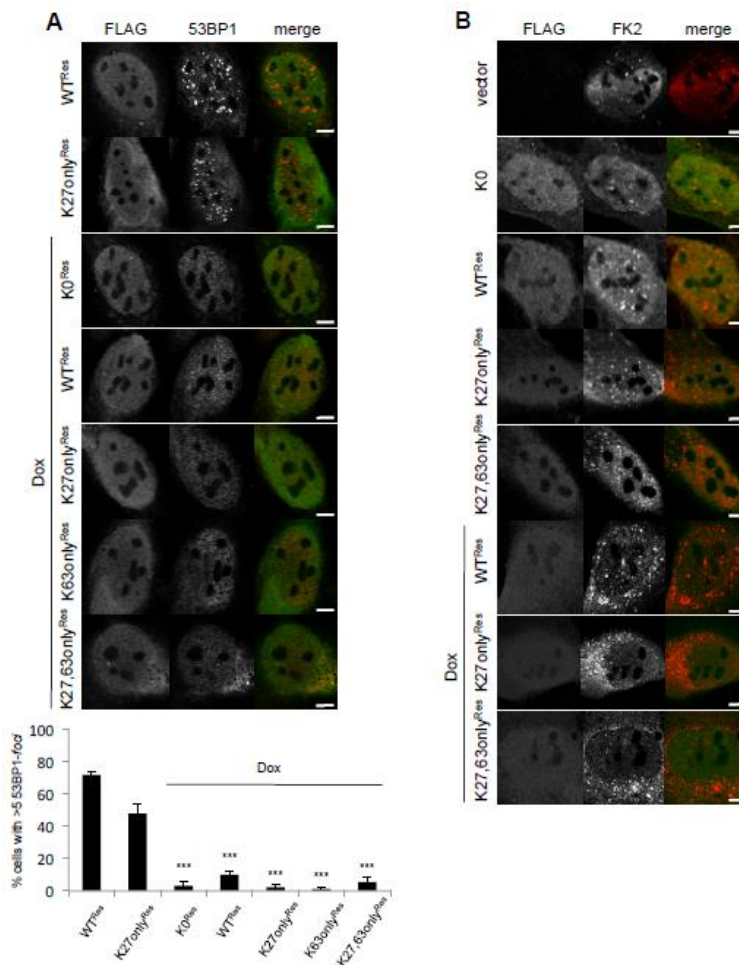 A
FLAG 53BP1 merge
WTRes
K27onlyRes
K0Res
WTRes
K27onlyRes
K63onlyRes
K27,63onlyRes
Dox
% cells with >5 53BP1-foci
100
80
60
40
20
0
Dox
*** *** *** *** ***
WTRes K27onlyRes K0Res WTRes K27onlyRes K63onlyRes K27,63onlyRes
B
FLAG FK2 merge
vector
K0
WTRes
K27onlyRes
K27,63onlyRes
WTRes
K27onlyRes
K27,63onlyRes
Dox